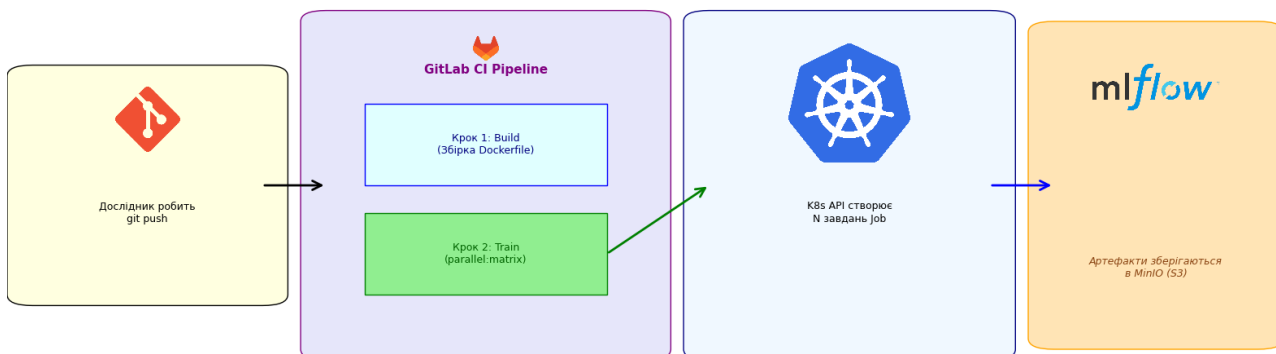 Дослідник робить
git push
GitLab CI Pipeline
Крок 1: Build
(Збірка Dockerfile)
Крок 2: Train
(parallel:matrix)
K8s API створює
N завдань Job
mlflow
Артефакти зберігаються
в MinIO (S3)